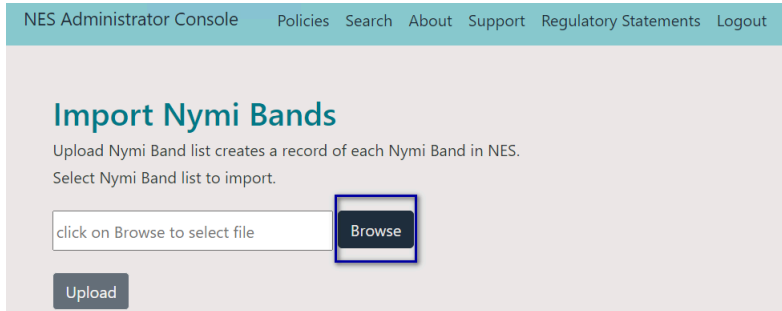 NES Administrator Console Policies Search About Support Regulatory Statements Logout
Import Nymi Bands
Upload Nymi Band list creates a record of each Nymi Band in NES.
Select Nymi Band list to import.
click on Browse to select file Browse
Upload